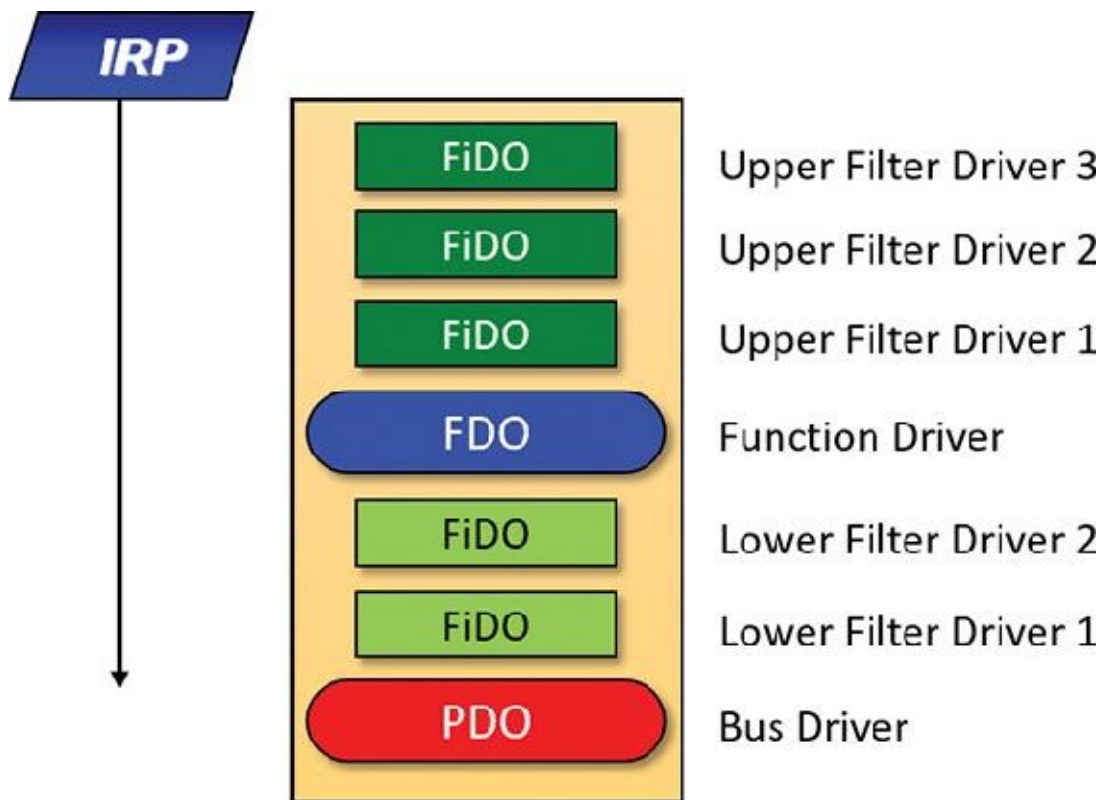 IRP
FiDO Upper Filter Driver 3
FiDO Upper Filter Driver 2
FiDO Upper Filter Driver 1
FDO Function Driver
FiDO Lower Filter Driver 2
FiDO Lower Filter Driver 1
PDO Bus Driver